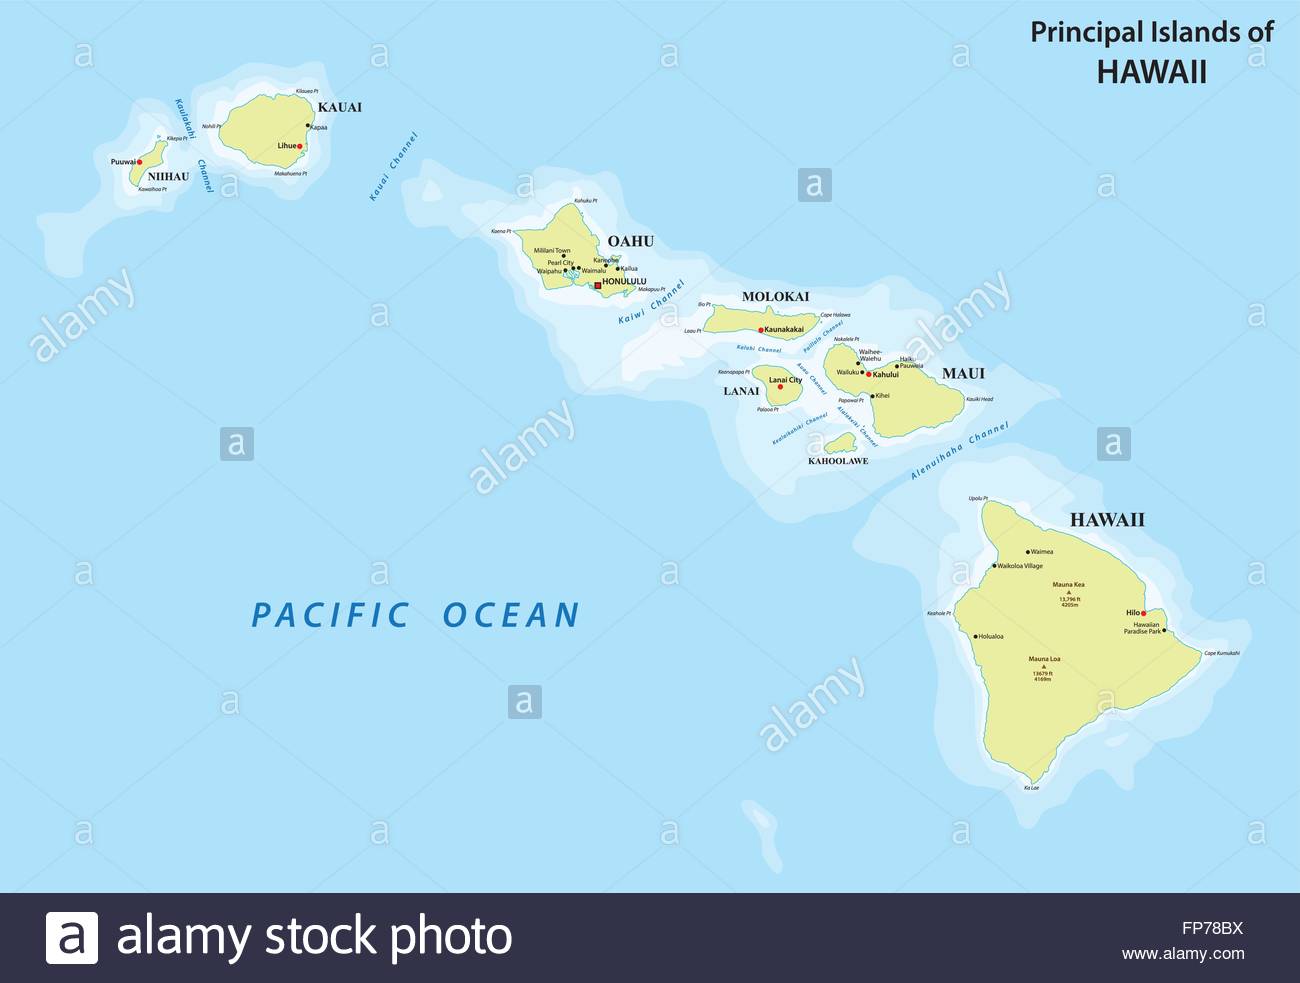 Principal Islands of
HAWAII
Kilauea Pt
KAUAI
Nohili Pt
Kapaa
Lihue
Makahuena Pt
Kaulakahi
Channel
Kikepa Pt
Puuwai
NIIHAU
Kawaihoa Pt
Kauai Channel
Kahuku Pt
Kaena Pt
OAHU
Mililani Town
Pearl City
Waipahu
Waimalu
Kailua
HONULULU
Makapuu Pt
Kaiwi Channel
MOLOKAI
Ilio Pt
Cape Halawa
Laau Pt
Kaunakakai
Pailolo Channel
Kalohi Channel
Nakalele Pt
Waihee-
Waiehu
Haiku-
Pauwela
Wailuku
Kahului
MAUI
Keanapapa Pt
Lanai City
LANAI
Auau Channel
Papawai Pt
Kihei
Kauiki Head
Palaoa Pt
Kealaikahiki Channel
Alalakeiki Channel
KAHOOLAWE
Alenuihaha Channel
Upolu Pt
HAWAII
Waimea
Waikoloa Village
Mauna Kea
13,796 ft
4205m
Keahole Pt
Hilo
Hawaiian
Paradise Park
Holualoa
Cape Kumukahi
Mauna Loa
13679 ft
4169m
Ka Lae
PACIFIC OCEAN
alamy
alamy
alamy
alamy
a alamy stock photo
FP78BX
www.alamy.com